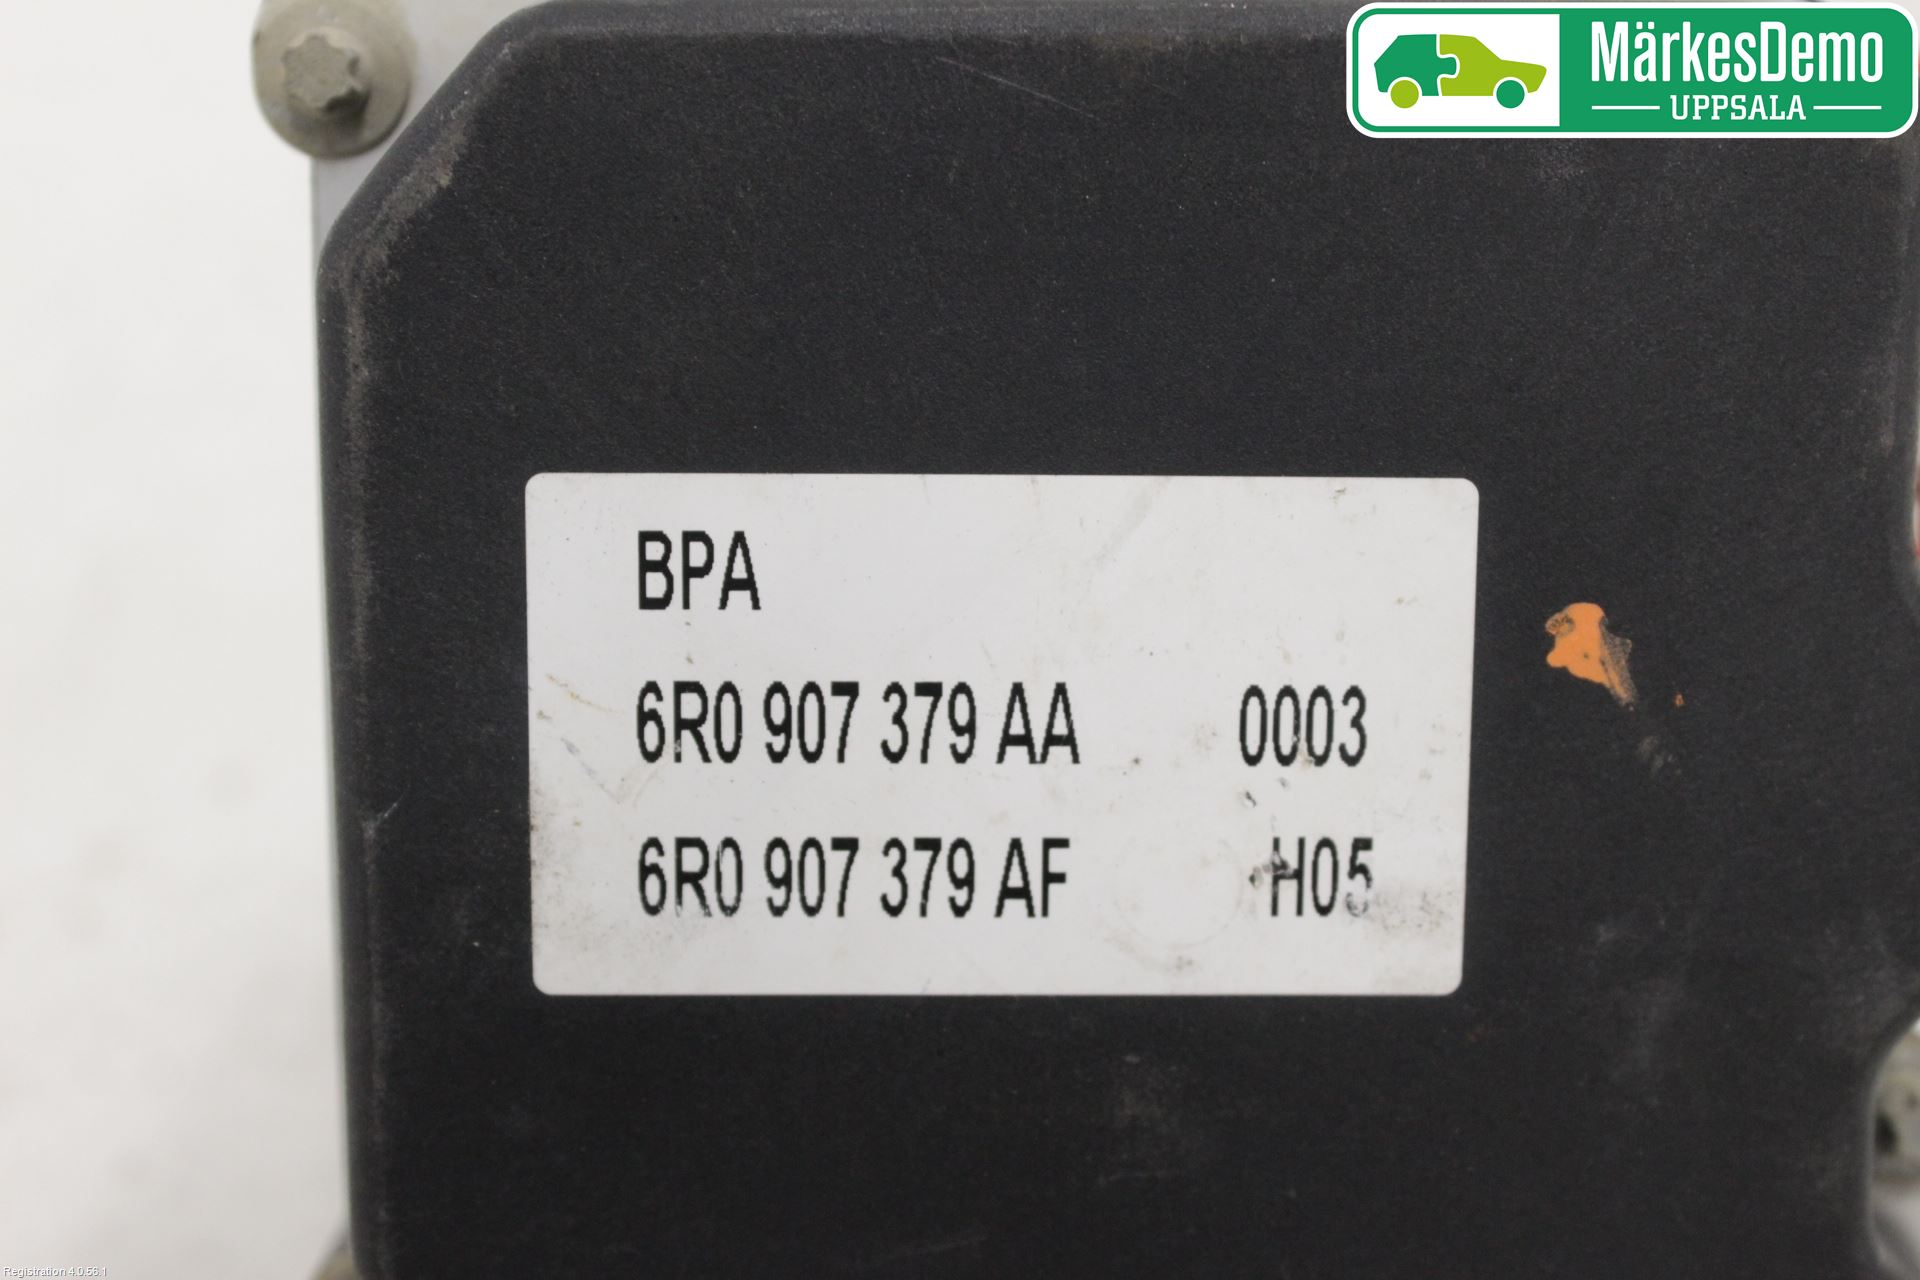 MärkesDemo
UPPSALA
BPA
6R0 907 379 AA 0003
6R0 907 379 AF H05
Registration 4.0.56.1